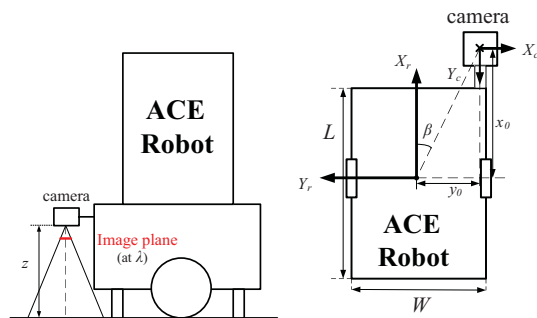 ACE
Robot
camera
Image plane
(at λ)
z
camera
X_c
X_r
Y_c
L
β
x_0
Y_r
y_0
ACE
Robot
W